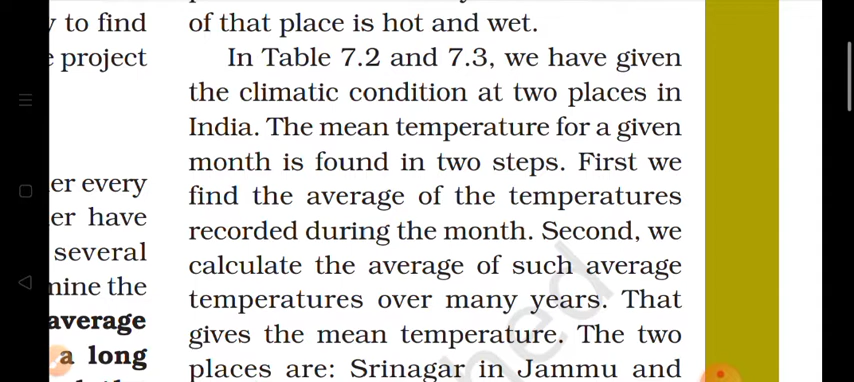 y to find
e project
er every
er have
several
mine the
average
a long
of that place is hot and wet.
In Table 7.2 and 7.3, we have given
the climatic condition at two places in
India. The mean temperature for a given
month is found in two steps. First we
find the average of the temperatures
recorded during the month. Second, we
calculate the average of such average
temperatures over many years. That
gives the mean temperature. The two
places are: Srinagar in Jammu and
hed